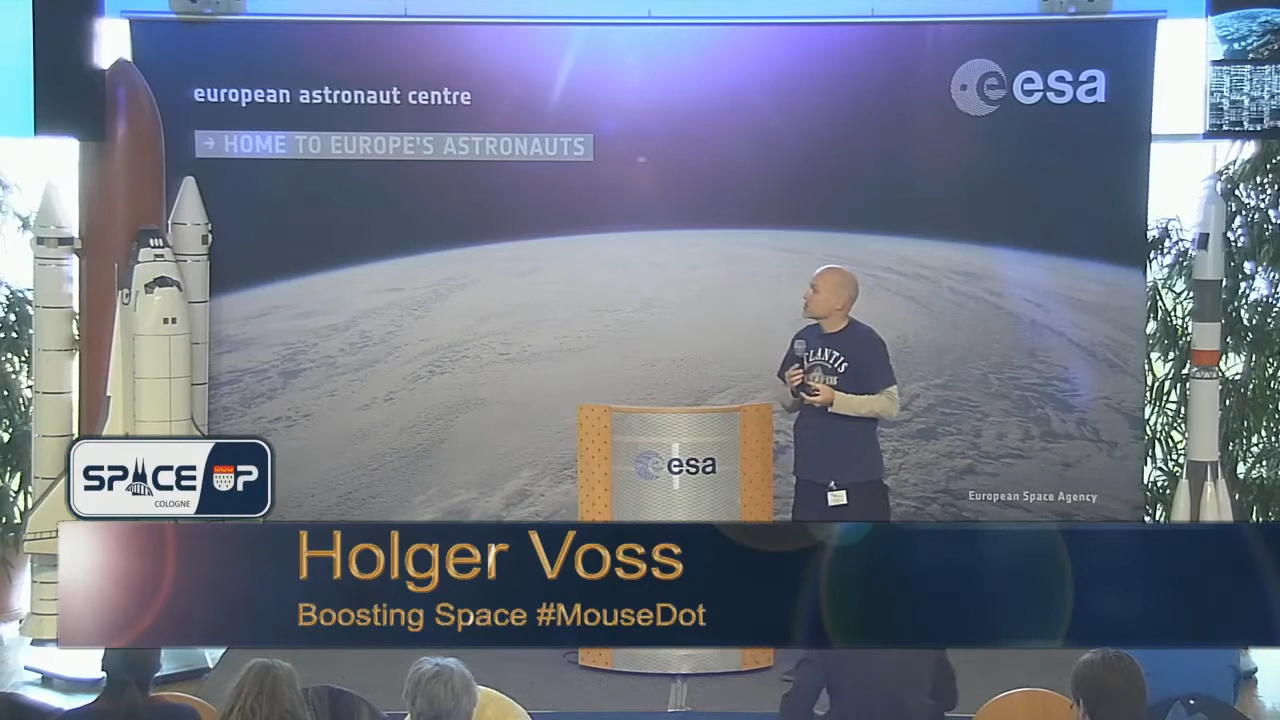 european astronaut centre
→ HOME TO EUROPE'S ASTRONAUTS
esa
ATLANTIS
esa
European Space Agency
SPACE UP
COLOGNE
Holger Voss
Boosting Space #MouseDot